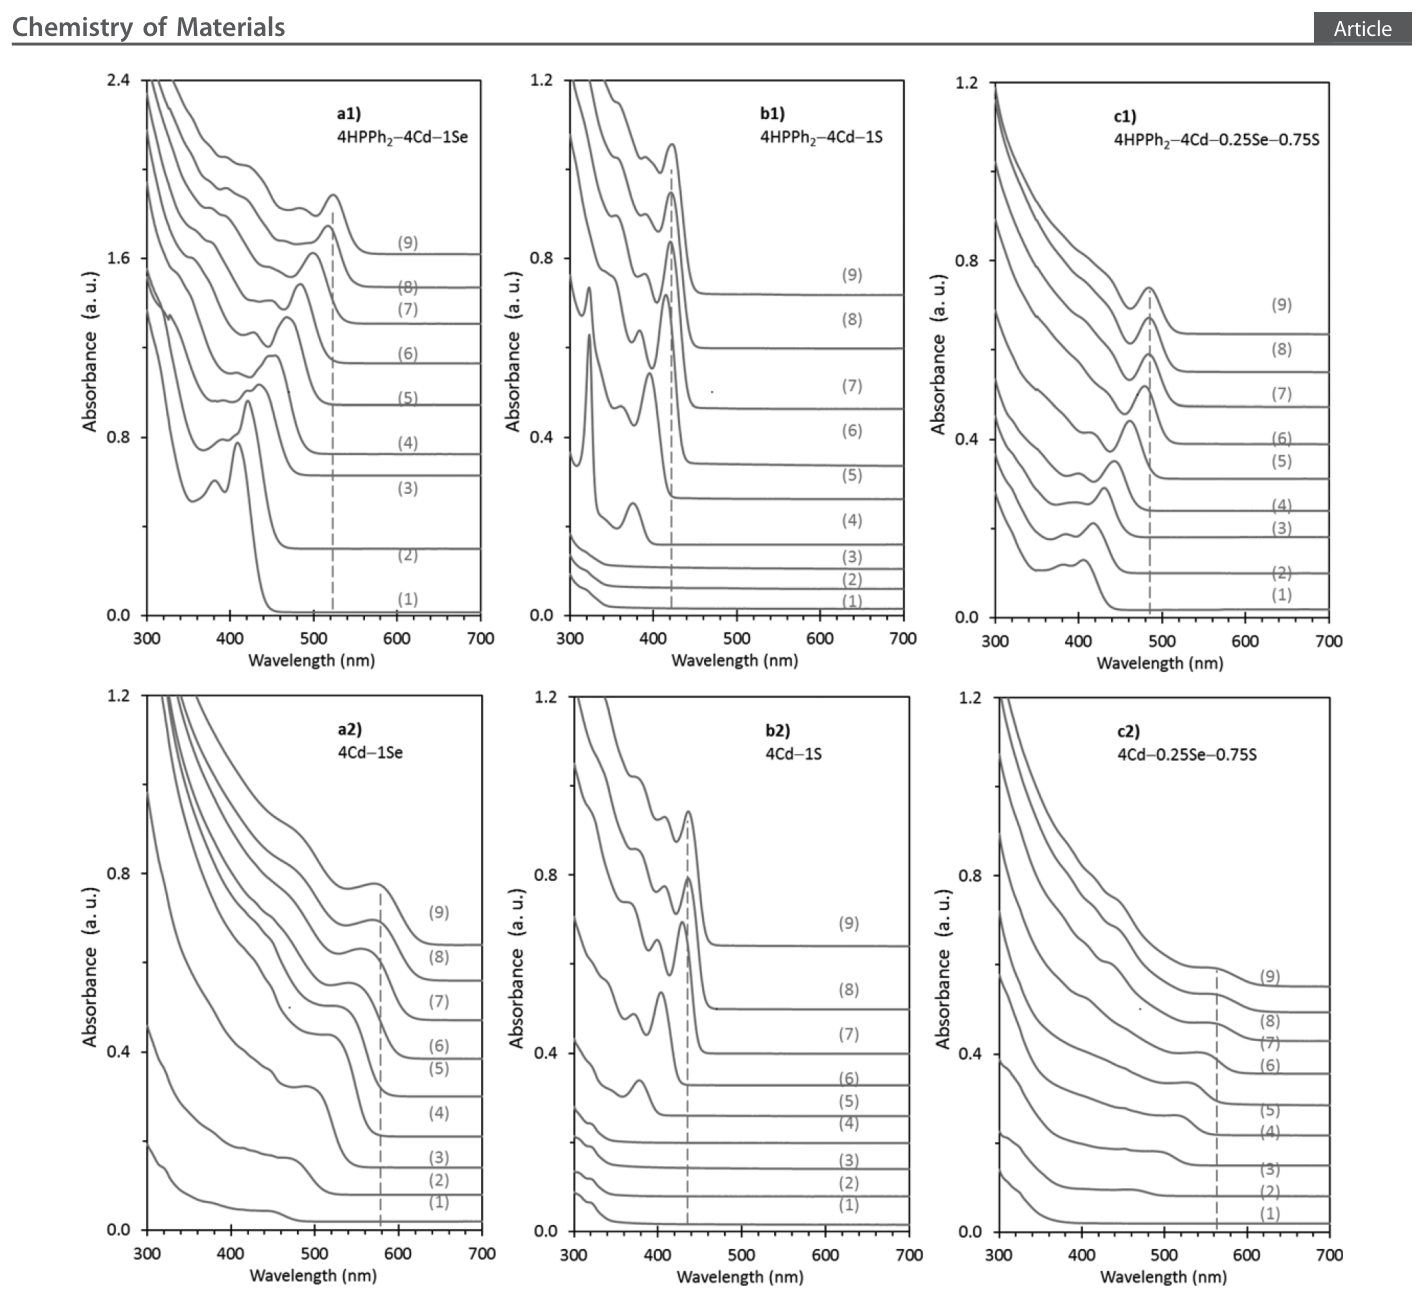 Chemistry of Materials
Article
2.4
1.6
0.8
0.0
Absorbance (a. u.)
a1)
4HPPh₂−4Cd−1Se
(9)
(8)
(7)
(6)
(5)
(4)
(3)
(2)
(1)
300 400 500 600 700
Wavelength (nm)
1.2
0.8
0.4
0.0
Absorbance (a. u.)
b1)
4HPPh₂−4Cd−1S
(9)
(8)
(7)
(6)
(5)
(4)
(3)
(2)
(1)
300 400 500 600 700
Wavelength (nm)
1.2
0.8
0.4
0.0
Absorbance (a. u.)
c1)
4HPPh₂−4Cd−0.25Se−0.75S
(9)
(8)
(7)
(6)
(5)
(4)
(3)
(2)
(1)
300 400 500 600 700
Wavelength (nm)
1.2
0.8
0.4
0.0
Absorbance (a. u.)
a2)
4Cd−1Se
(9)
(8)
(7)
(6)
(5)
(4)
(3)
(2)
(1)
300 400 500 600 700
Wavelength (nm)
1.2
0.8
0.4
0.0
Absorbance (a. u.)
b2)
4Cd−1S
(9)
(8)
(7)
(6)
(5)
(4)
(3)
(2)
(1)
300 400 500 600 700
Wavelength (nm)
1.2
0.8
0.4
0.0
Absorbance (a. u.)
c2)
4Cd−0.25Se−0.75S
(9)
(8)
(7)
(6)
(5)
(4)
(3)
(2)
(1)
300 400 500 600 700
Wavelength (nm)